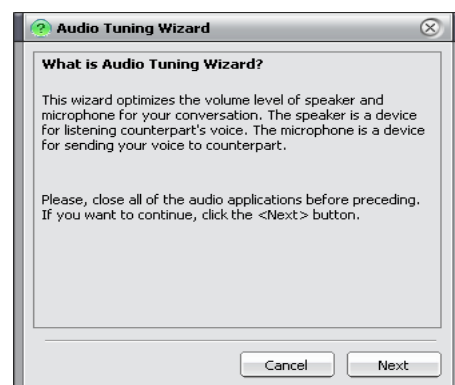 Audio Tuning Wizard
What is Audio Tuning Wizard?
This wizard optimizes the volume level of speaker and
microphone for your conversation. The speaker is a device
for listening counterpart's voice. The microphone is a device
for sending your voice to counterpart.
Please, close all of the audio applications before preceding.
If you want to continue, click the <Next> button.
Cancel
Next